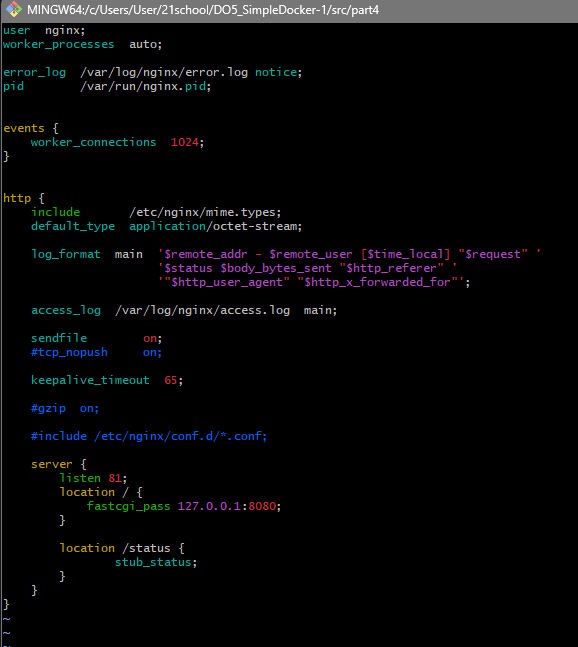 MINGW64:/c/Users/User/21school/DO5_SimpleDocker-1/src/part4
user  nginx;
worker_processes  auto;
error_log  /var/log/nginx/error.log notice;
pid        /var/run/nginx.pid;
events {
    worker_connections  1024;
}
http {
    include       /etc/nginx/mime.types;
    default_type  application/octet-stream;
    log_format  main  '$remote_addr - $remote_user [$time_local] "$request" '
                      '$status $body_bytes_sent "$http_referer" '
                      '"$http_user_agent" "$http_x_forwarded_for"';
    access_log  /var/log/nginx/access.log  main;
    sendfile        on;
    #tcp_nopush     on;
    keepalive_timeout  65;
    #gzip  on;
    #include /etc/nginx/conf.d/*.conf;
    server {
        listen 81;
        location / {
            fastcgi_pass 127.0.0.1:8080;
        }
        location /status {
                stub_status;
        }
    }
}
~
~
~